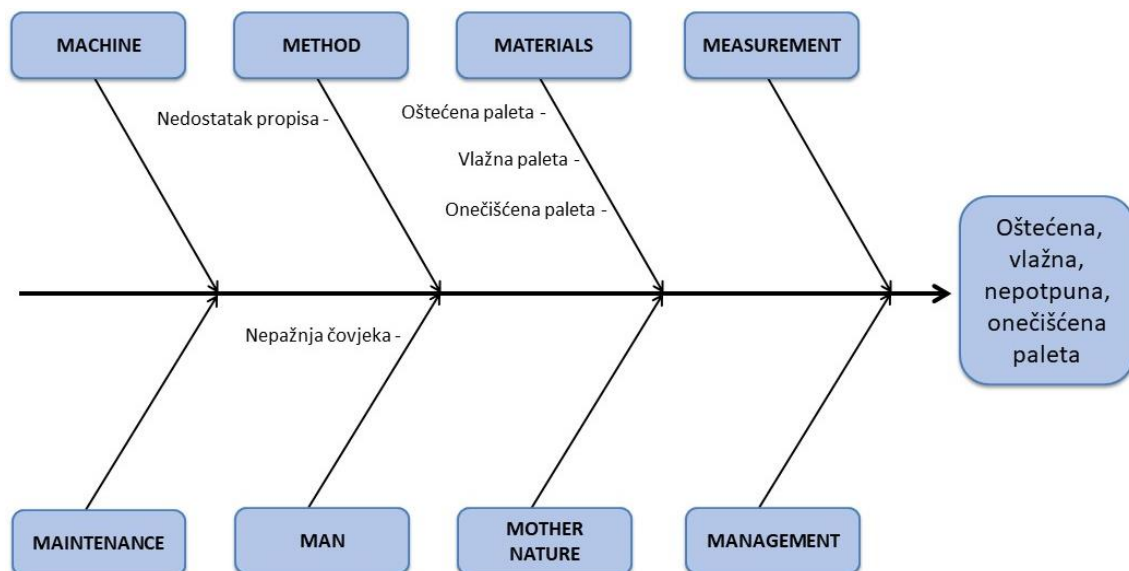 MACHINE
METHOD
MATERIALS
MEASUREMENT
Nedostatak propisa -
Oštećena paleta -
Vlažna paleta -
Onečišćena paleta -
Oštećena,
vlažna,
nepotpuna,
onečišćena
paleta
Nepažnja čovjeka -
MAINTENANCE
MAN
MOTHER
NATURE
MANAGEMENT